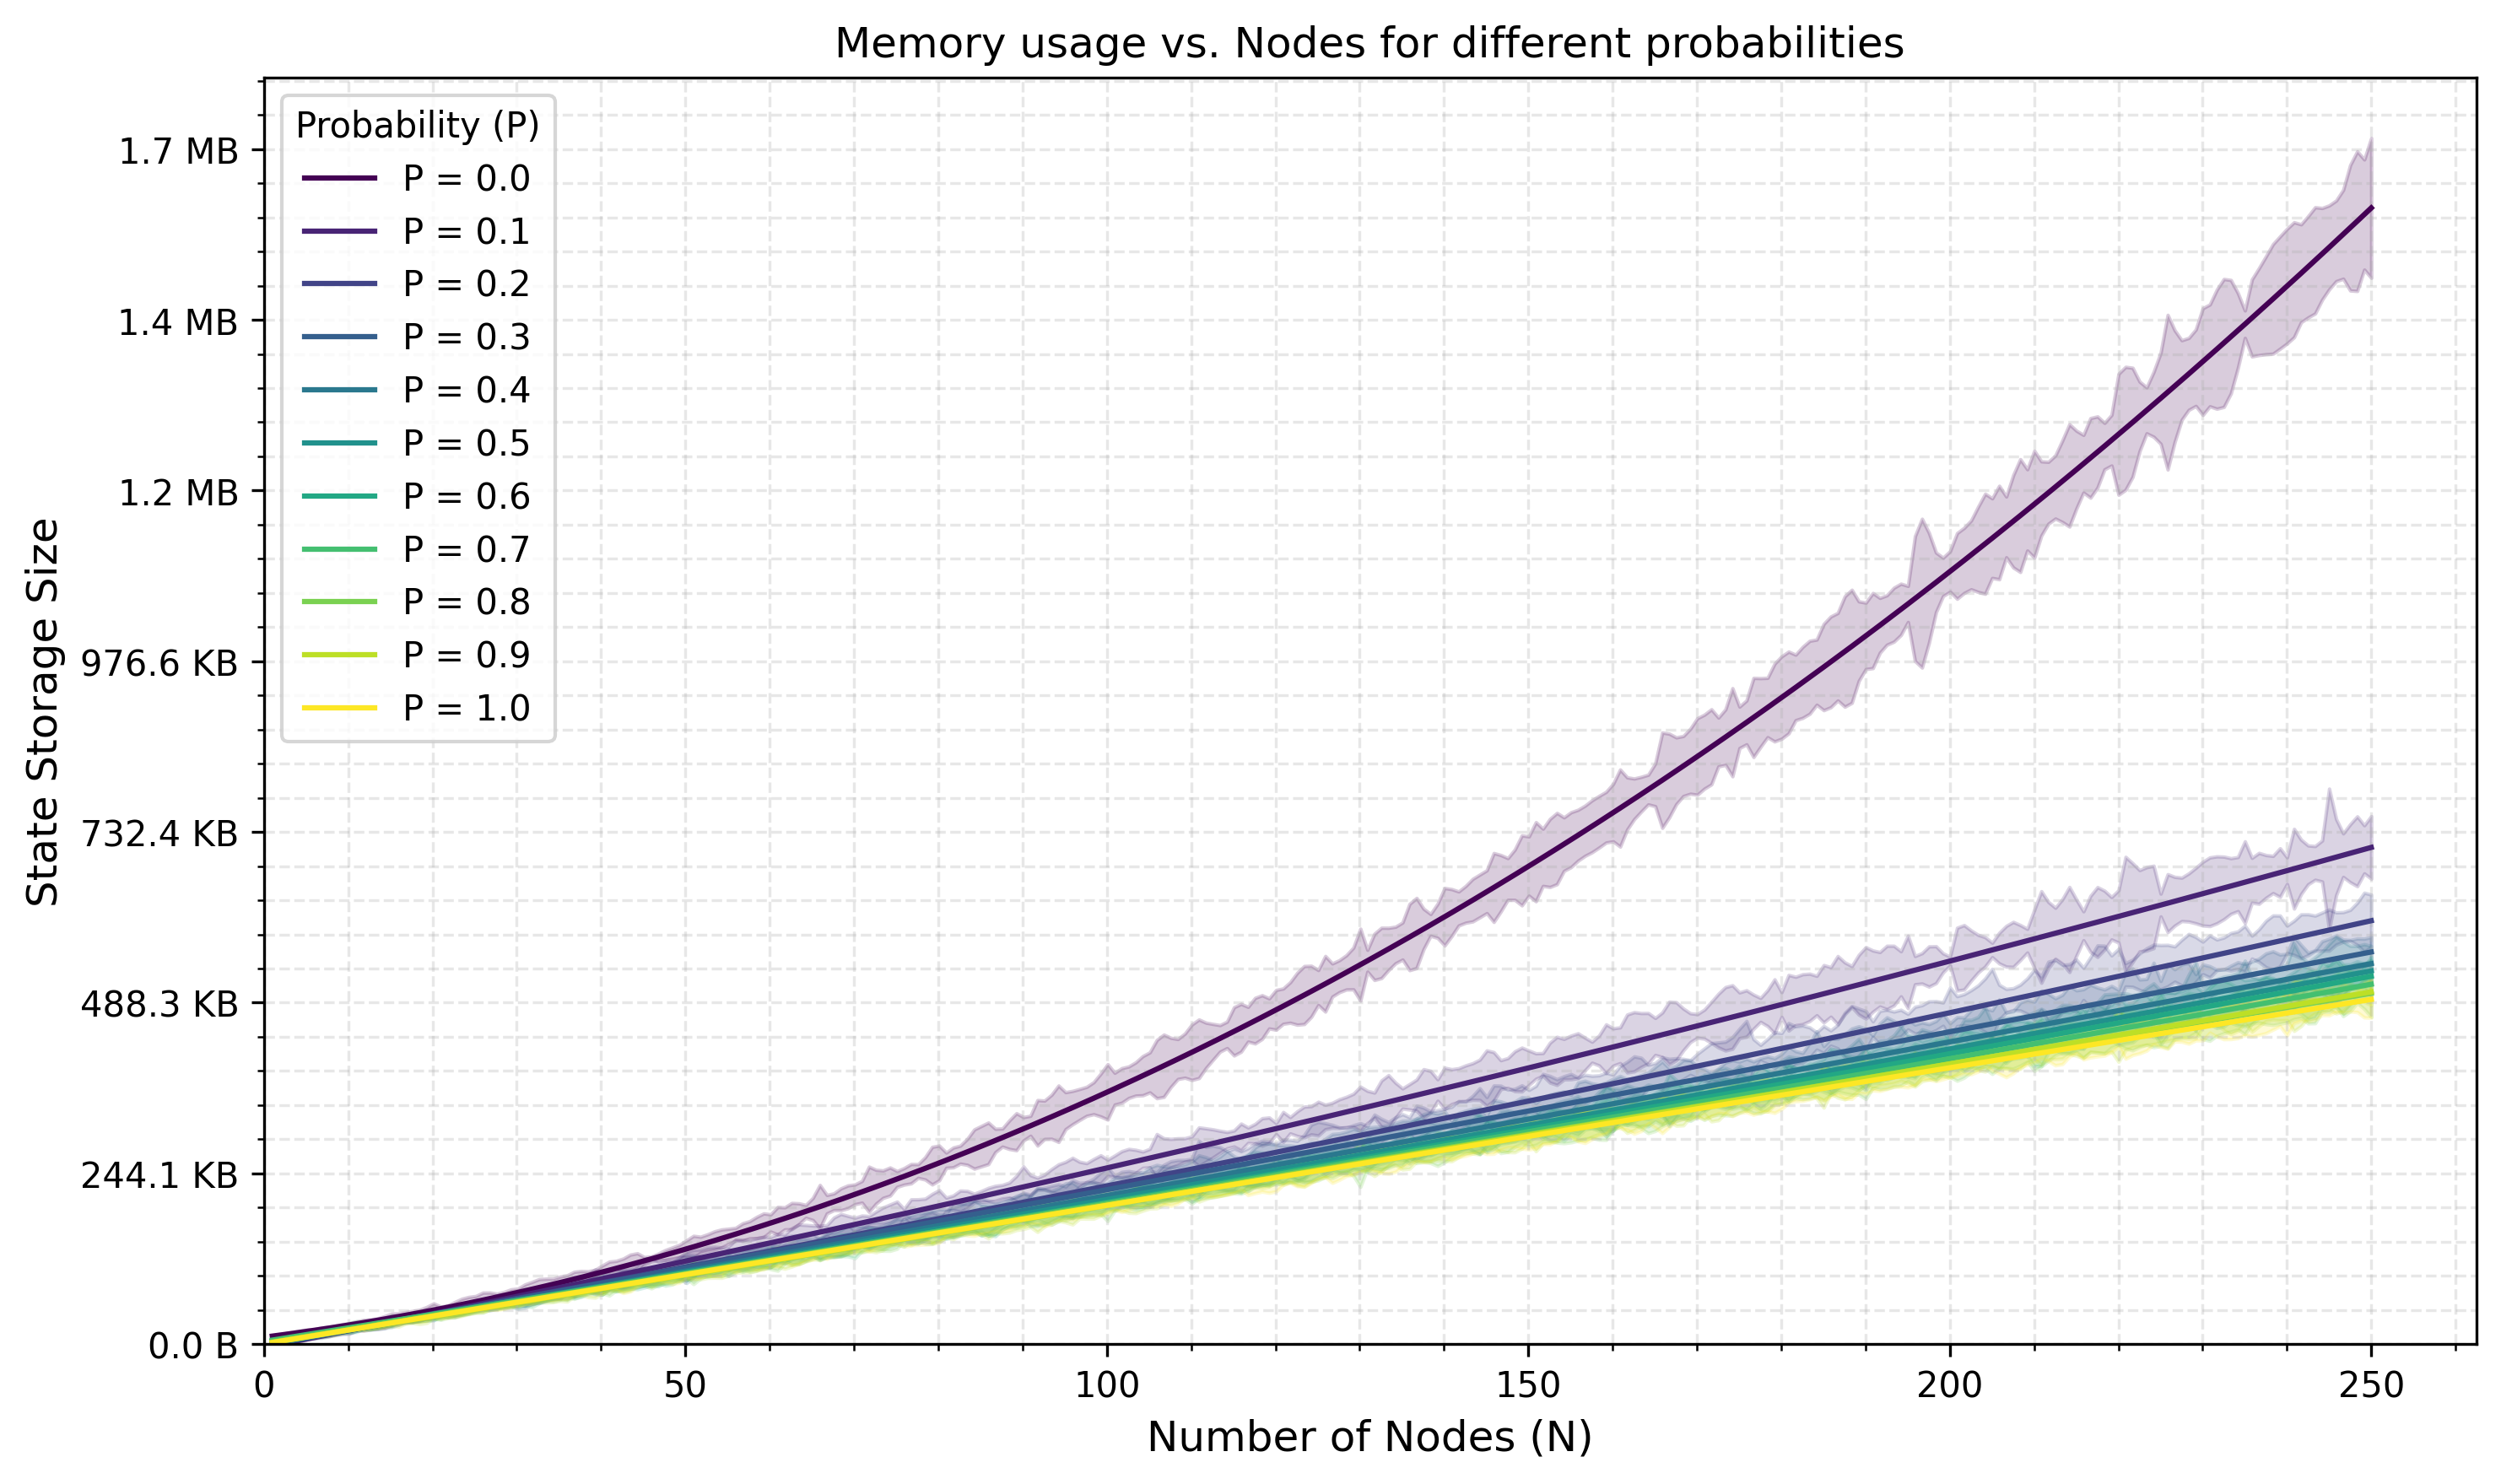 Memory usage vs. Nodes for different probabilities
Probability (P)
P = 0.0
P = 0.1
P = 0.2
P = 0.3
P = 0.4
P = 0.5
P = 0.6
P = 0.7
P = 0.8
P = 0.9
P = 1.0
State Storage Size
1.7 MB
1.4 MB
1.2 MB
976.6 KB
732.4 KB
488.3 KB
244.1 KB
0.0 B
0 50 100 150 200 250
Number of Nodes (N)